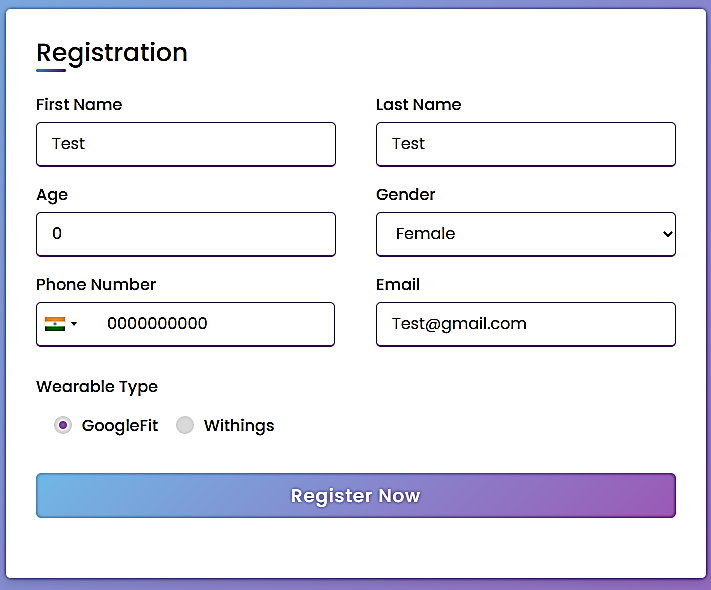 Registration
First Name Last Name
Test Test
Age Gender
0 Female
Phone Number Email
0000000000 Test@gmail.com
Wearable Type
GoogleFit Withings
Register Now